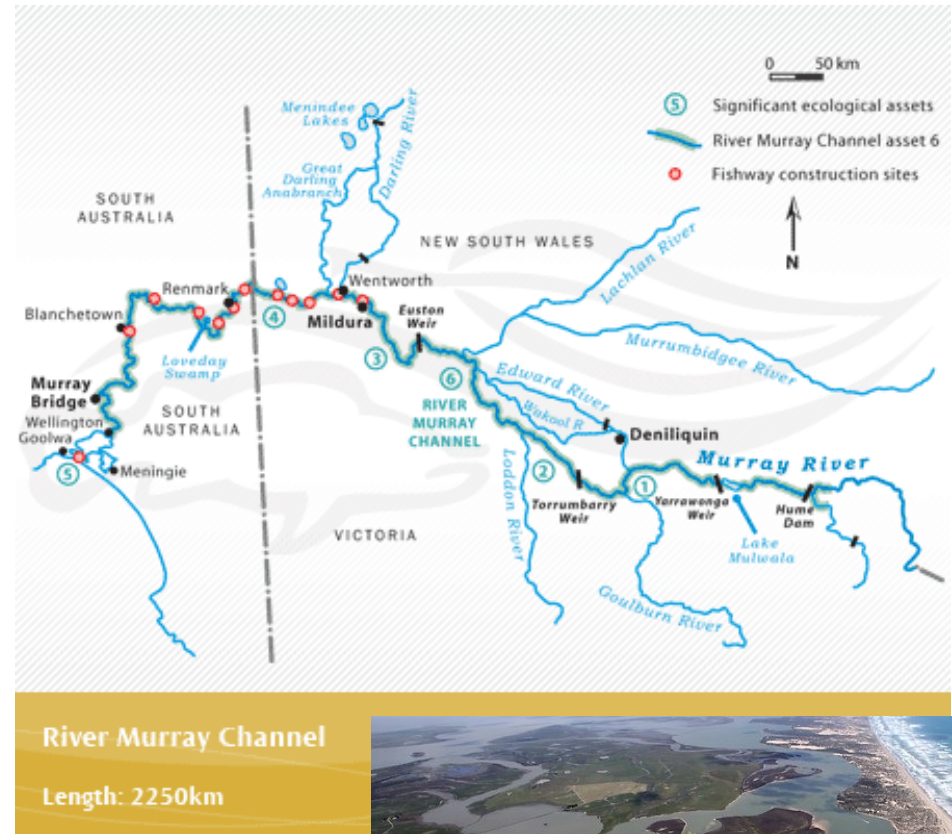 0 50 km
5 Significant ecological assets
River Murray Channel asset 6
Fishway construction sites
N
Menindee
Lakes
Darling River
Great
Darling
Anabranch
SOUTH
AUSTRALIA
NEW SOUTH WALES
Lachlan River
Renmark
Wentworth
Blanchetown
4
Mildura
Euston
Weir
Murrumbidgee River
Loveday
Swamp
3
6
Edward River
Murray
Bridge
RIVER
MURRAY
CHANNEL
Wakool R
SOUTH
AUSTRALIA
Wellington
Goolwa
Deniliquin
Murray River
5
Meningie
2
1
Torrumbarry
Weir
Yarrawonga
Weir
Hume
Dam
Loddon River
VICTORIA
Lake
Mulwala
Goulburn River
River Murray Channel
Length: 2250km